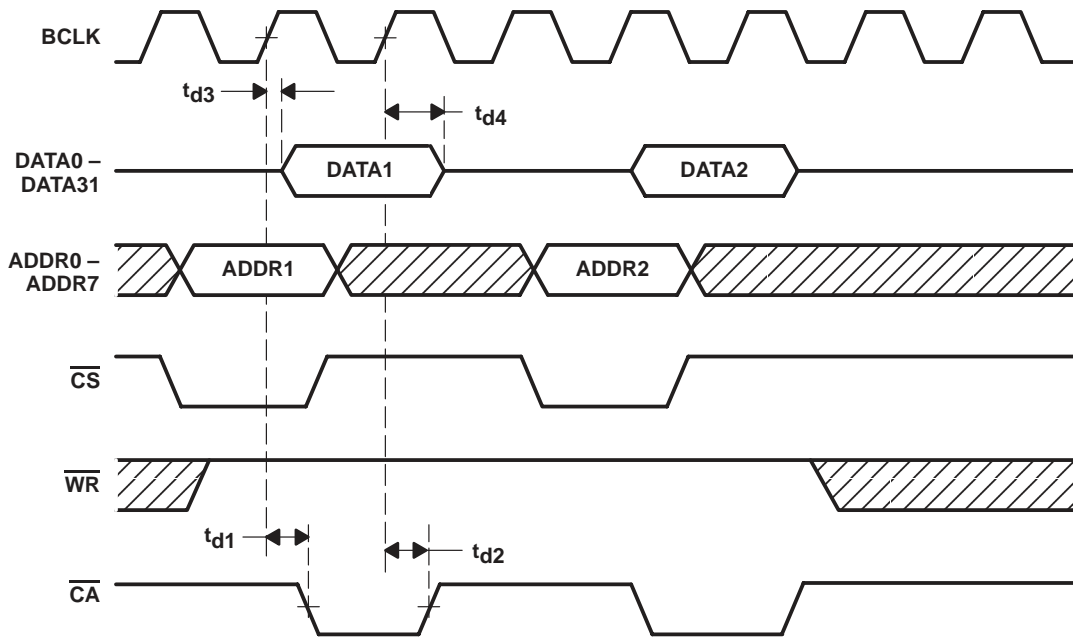 BCLK
td3
td4
DATA0 –
DATA31
DATA1
DATA2
ADDR0 –
ADDR7
ADDR1
ADDR2
CS
WR
td1
td2
CA